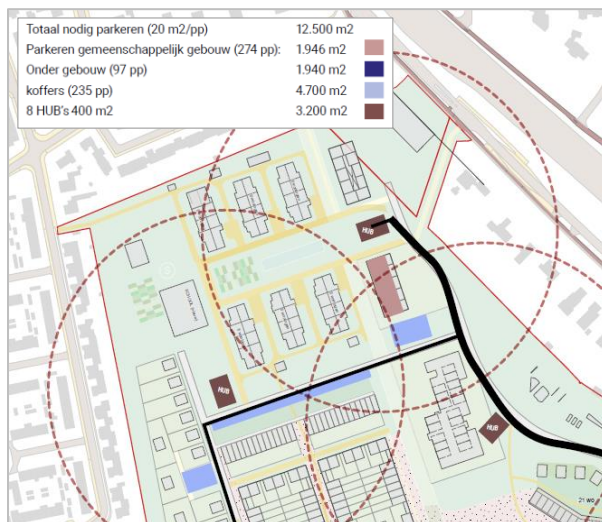 Totaal nodig parkeren (20 m2/pp) 12.500 m2
Parkeren gemeenschappelijk gebouw (274 pp): 1.946 m2
Onder gebouw (97 pp) 1.940 m2
koffers (235 pp) 4.700 m2
8 HUB's 400 m2 3.200 m2
HUB
HUB
HUB